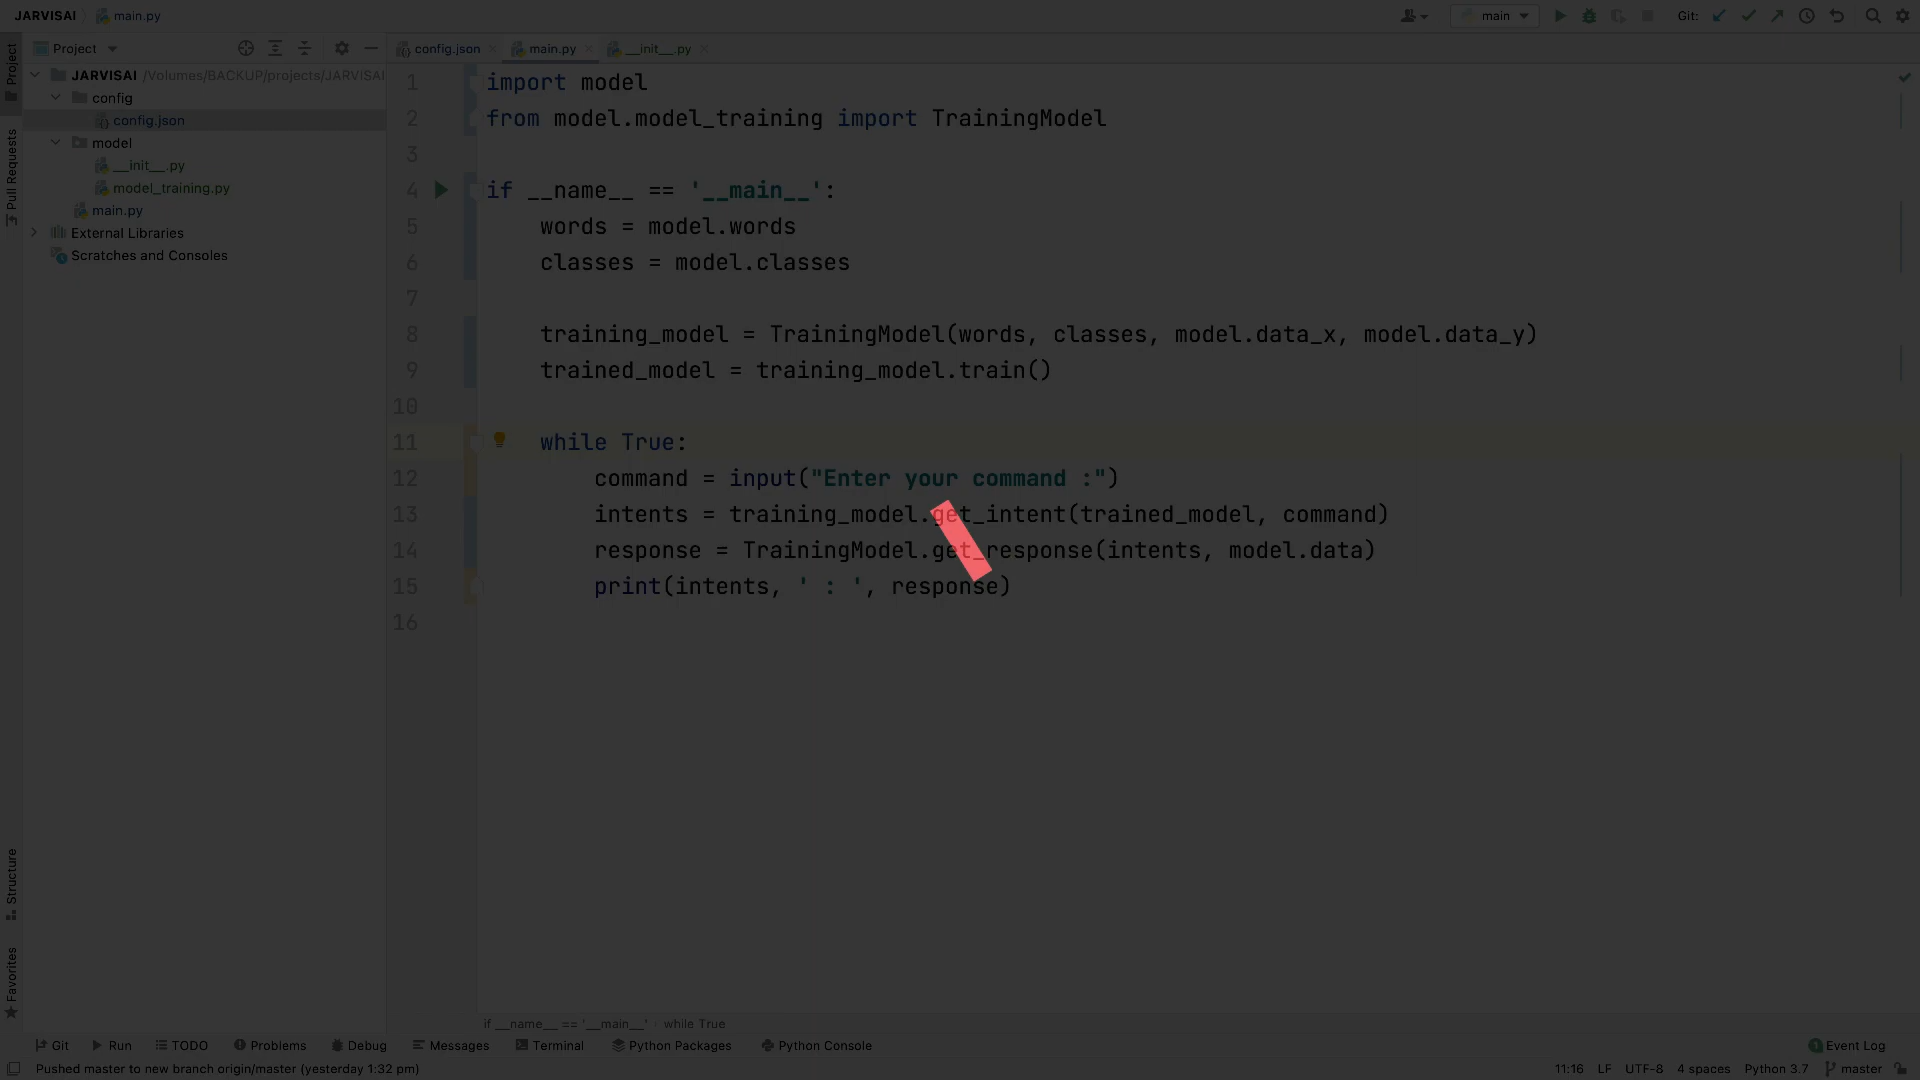 JARVISAI main.py
main Git:
Project
config.json main.py __init__.py
JARVISAI /Volumes/BACKUP/projects/JARVISAI
config
config.json
model
__init__.py
model_training.py
main.py
External Libraries
Scratches and Consoles
Project
Pull Requests
Structure
Favorites
1 import model
2 from model.model_training import TrainingModel
3
4 if __name__ == '__main__':
5 words = model.words
6 classes = model.classes
7
8 training_model = TrainingModel(words, classes, model.data_x, model.data_y)
9 trained_model = training_model.train()
10
11 while True:
12 command = input("Enter your command :")
13 intents = training_model.get_intent(trained_model, command)
14 response = TrainingModel.get_response(intents, model.data)
15 print(intents, ' : ', response)
16
if __name__ == '__main__' › while True
Git Run TODO Problems Debug Messages Terminal Python Packages Python Console 1 Event Log
Pushed master to new branch origin/master (yesterday 1:32 pm) 11:16 LF UTF-8 4 spaces Python 3.7 master